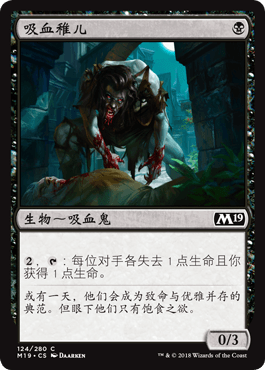 吸血稚儿
生物～吸血鬼
M19
2，：每位对手各失去1点生命且你
获得1点生命。
或有一天，他们会成为致命与优雅并存的
典范。但眼下他们只有饱食之欲。
0/3
124/280 C
M19 • CS DAARKEN
™ & © 2018 Wizards of the Coast